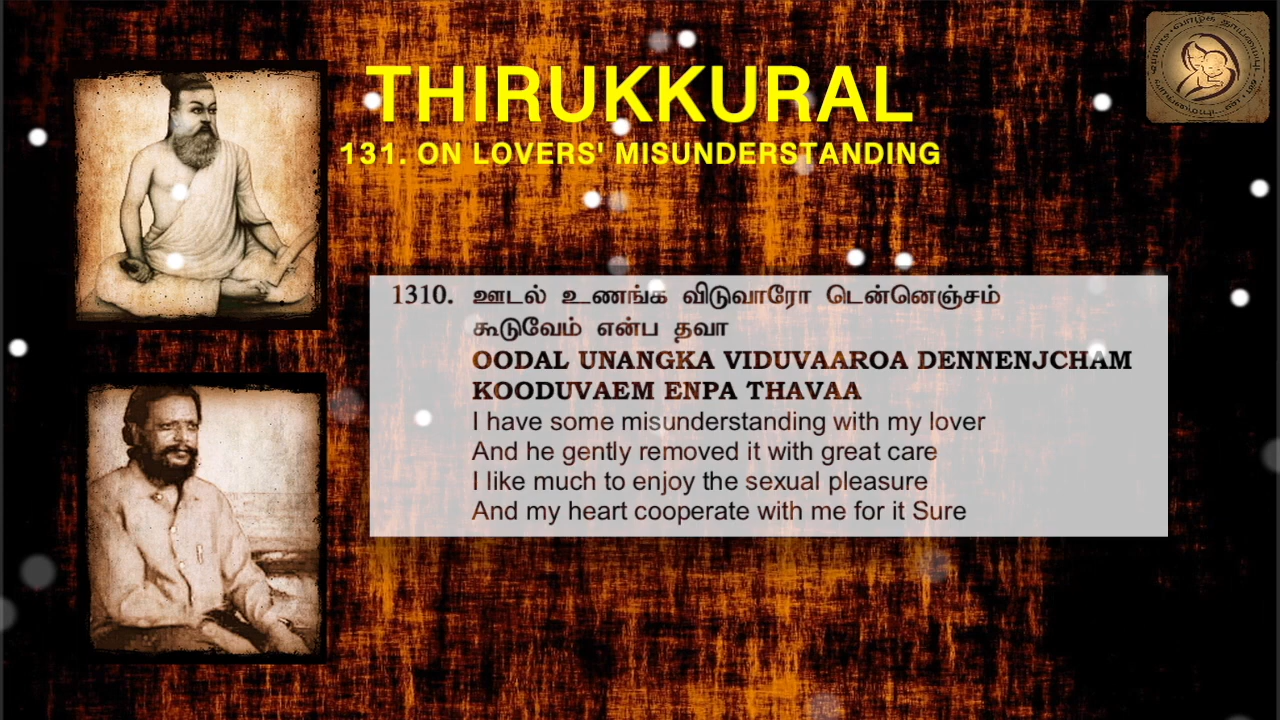 THIRUKKURAL
131. ON LOVERS' MISUNDERSTANDING
1310. ஊடல் உணங்க விடுவாரோ டென்னெஞ்சம்
கூடுவேம் என்ப தவா
OODAL UNANGKA VIDUVAAROA DENNENJCHAM
KOODUVAEM ENPA THAVAA
I have some misunderstanding with my lover
And he gently removed it with great care
I like much to enjoy the sexual pleasure
And my heart cooperate with me for it Sure